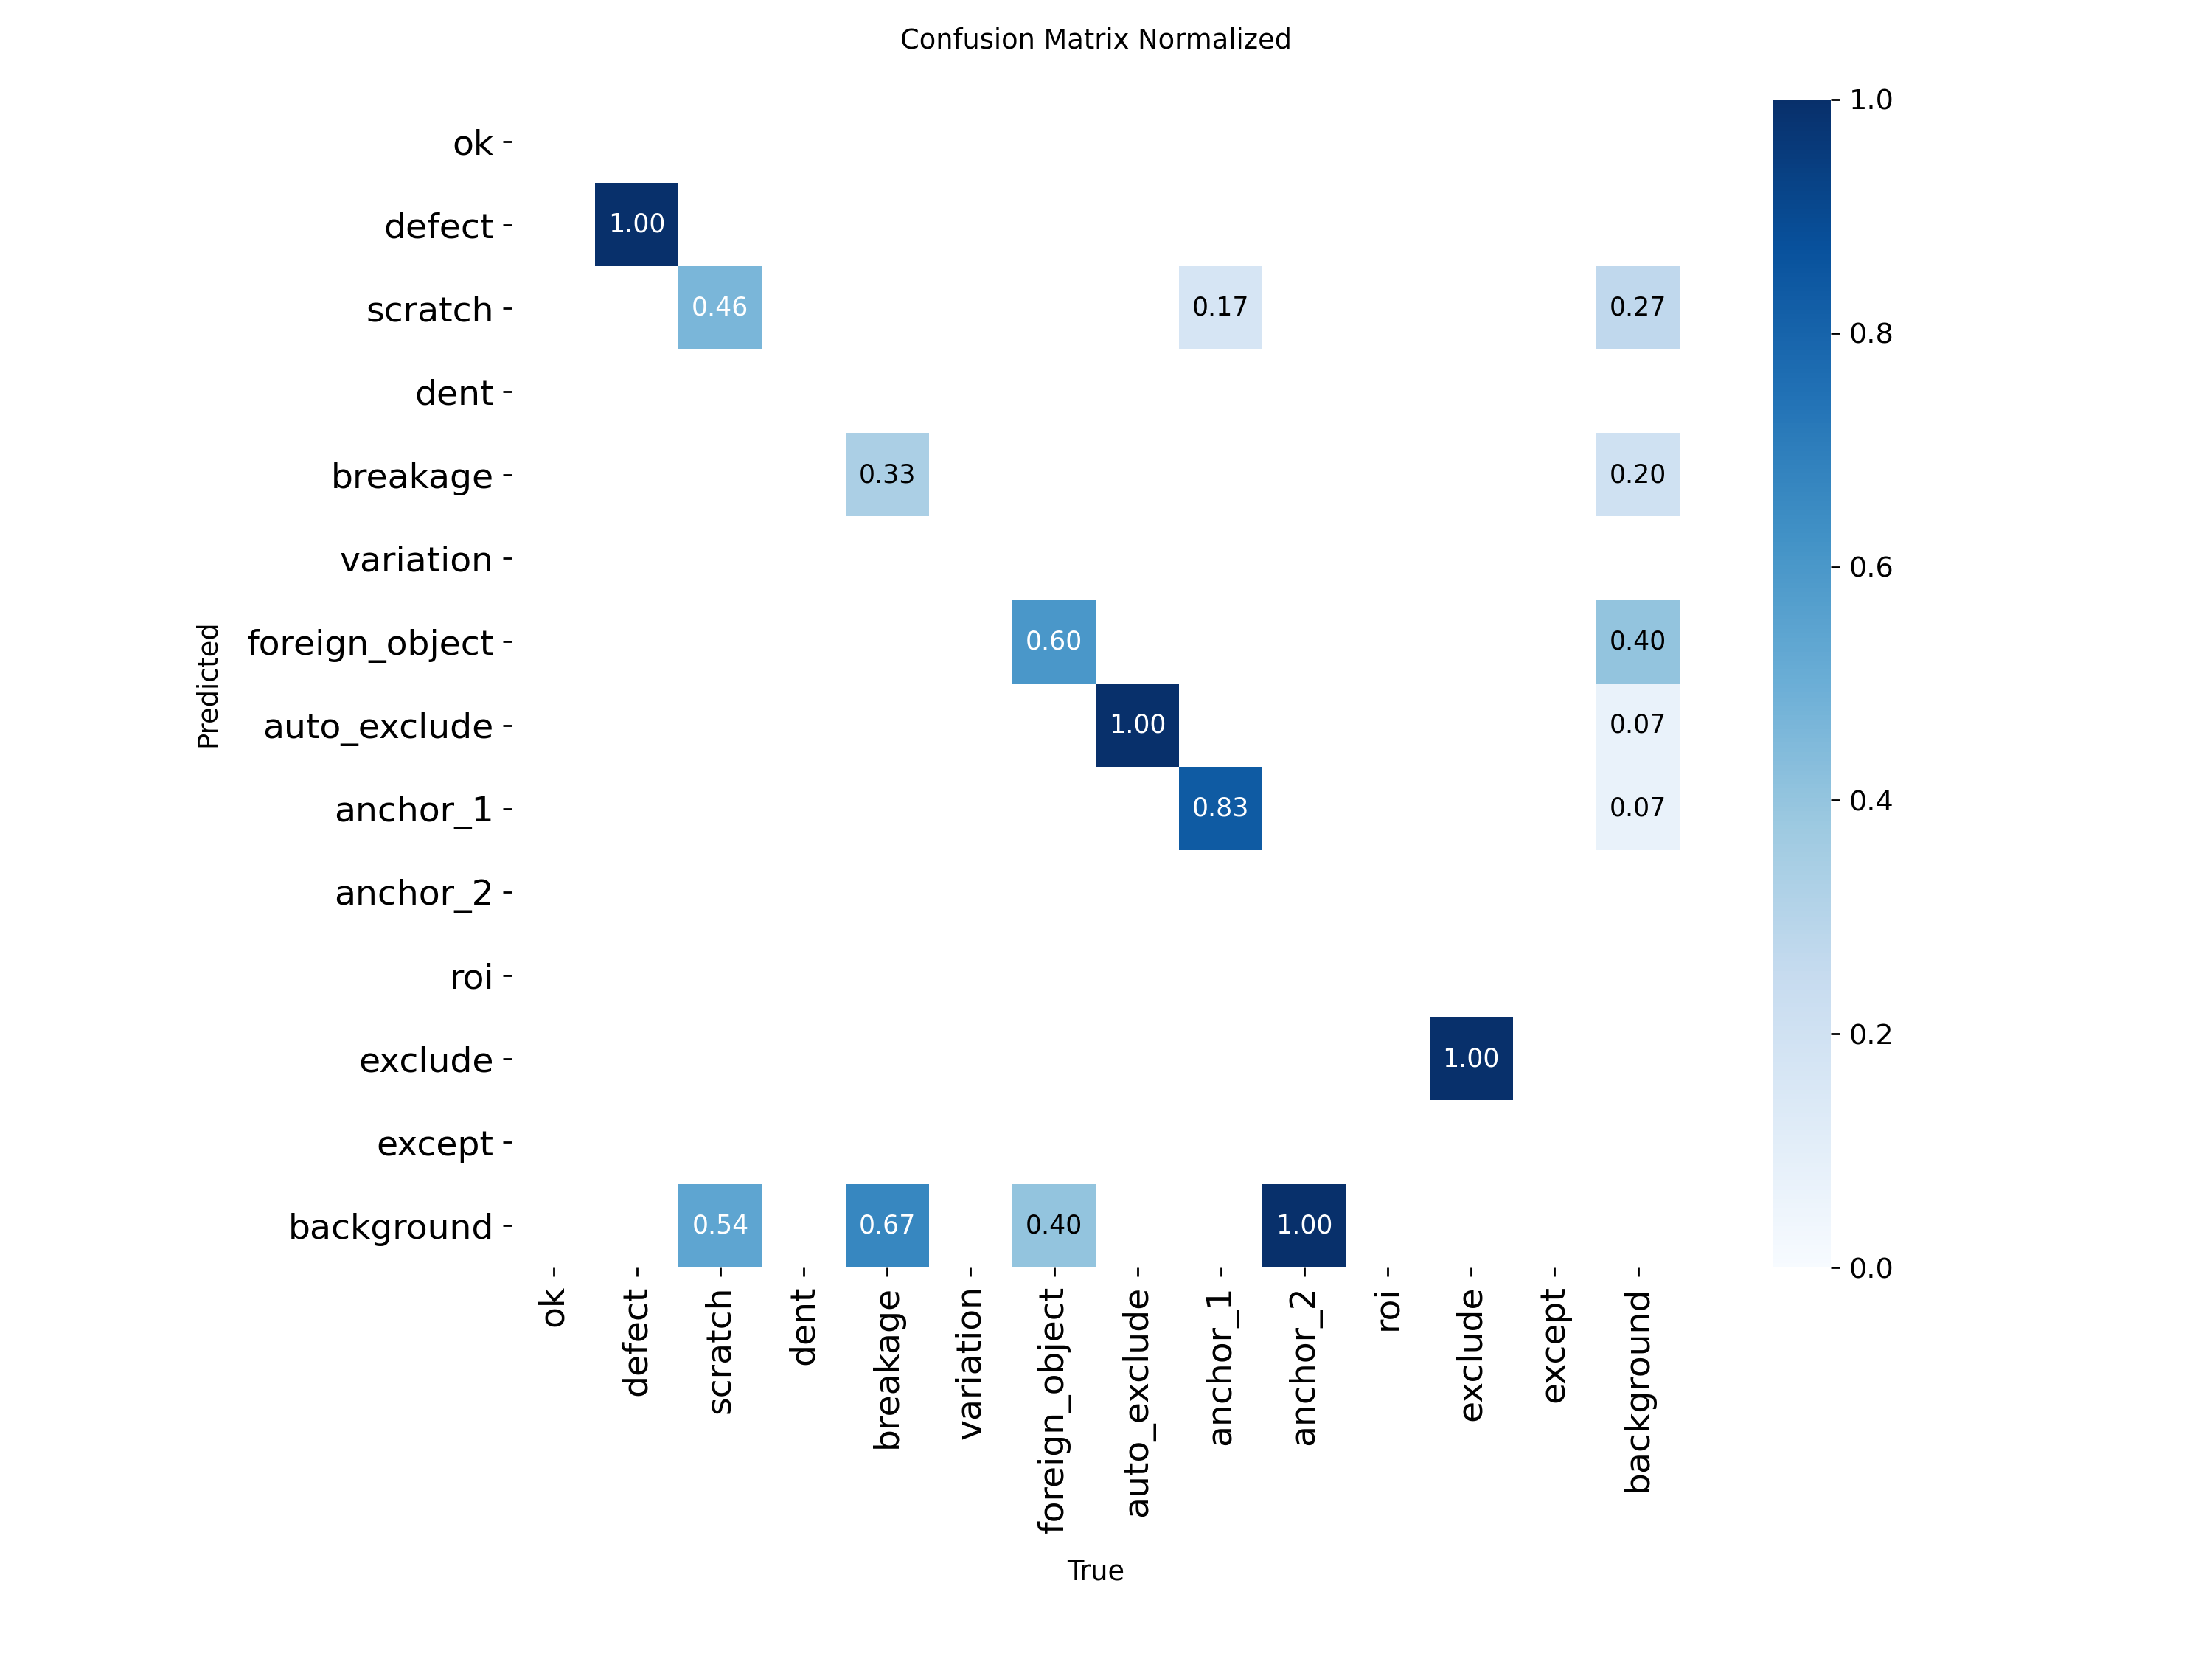 Confusion Matrix Normalized
ok
defect 1.00
scratch 0.46 0.17 0.27
dent
breakage 0.33 0.20
variation
foreign_object 0.60 0.40
auto_exclude 1.00 0.07
anchor_1 0.83 0.07
anchor_2
roi
exclude 1.00
except
background 0.54 0.67 0.40 1.00
Predicted
ok
defect
scratch
dent
breakage
variation
foreign_object
auto_exclude
anchor_1
anchor_2
roi
exclude
except
background
True
1.0
0.8
0.6
0.4
0.2
0.0